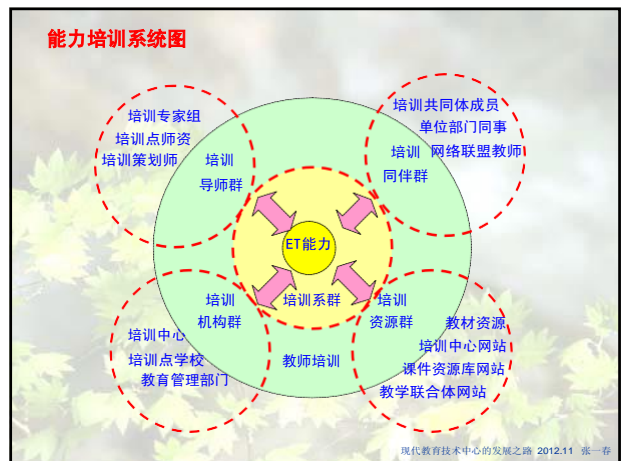 能力培训系统图
培训专家组
培训点师资
培训策划师
培训
导师群
培训共同体成员
单位部门同事
网络联盟教师
培训
同伴群
ET能力
培训系群
培训
机构群
培训中心
培训点学校
教育管理部门
教师培训
培训
资源群
教材资源
培训中心网站
课件资源库网站
教学联合体网站
现代教育技术中心的发展之路 2012.11 张一春